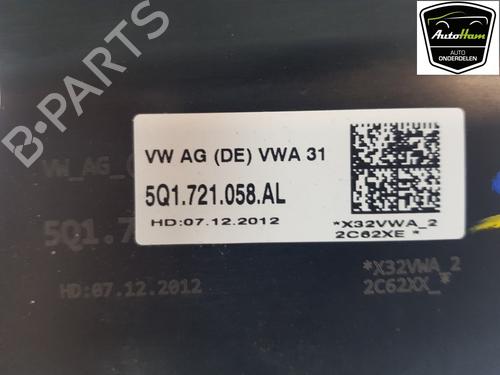 AutoHam
AUTO
ONDERDELEN
B-PARTS
VW AG (DE) VWA 31
5Q1.721.058.AL
HD:07.12.2012
*X32VWA_2
2C62XE *
VW_AG_(
5Q1.7
HD:07.12.2012
*X32VWA_2
2C62XX_*